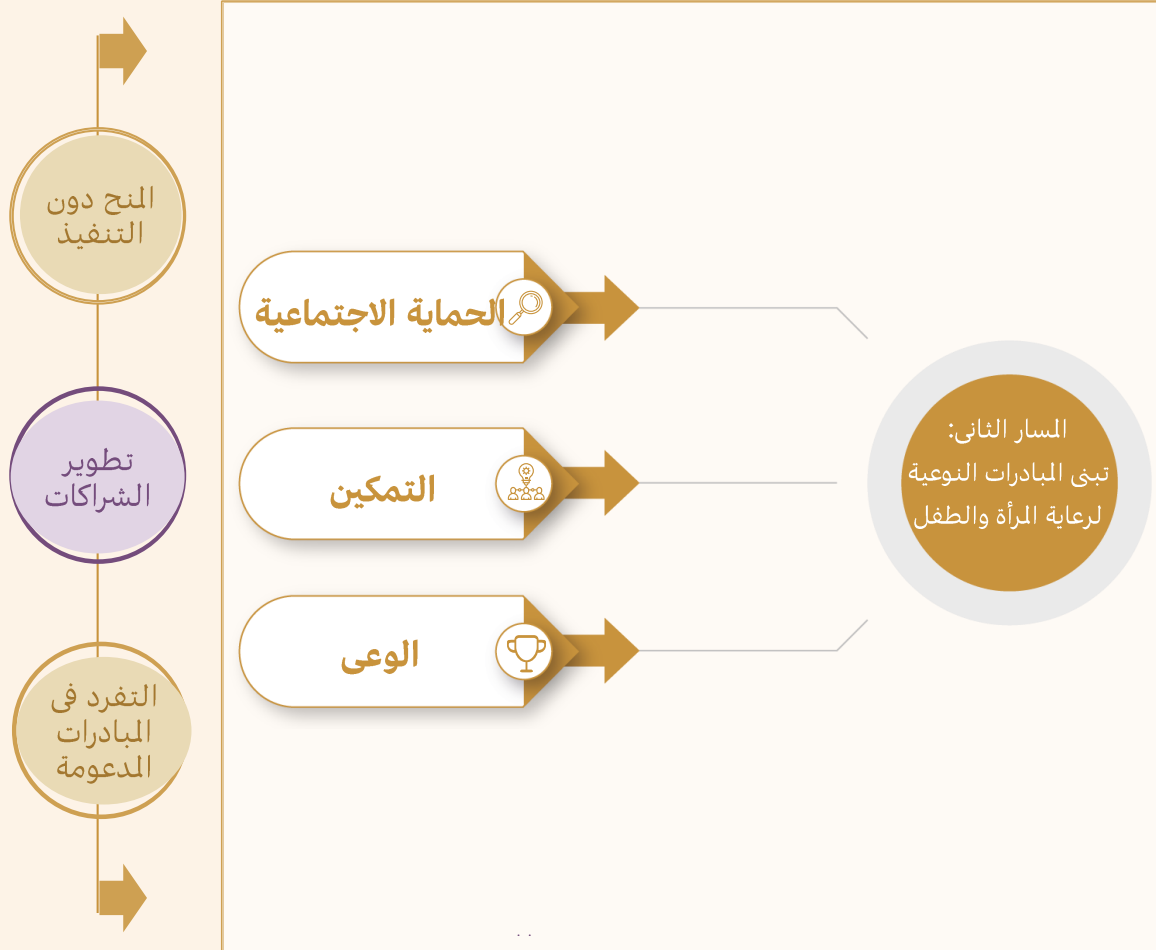 المسار الثانى:
تبنى المبادرات النوعية
لرعاية المرأة والطفل
الحماية الاجتماعية
التمكين
الوعى
المنح دون
التنفيذ
تطوير
الشراكات
التفرد فى
المبادرات
المدعومة